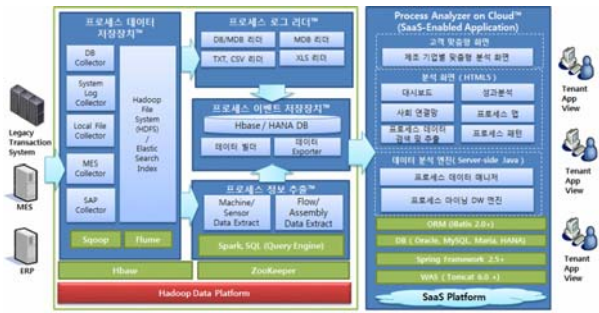 Legacy
Transaction
System
MES
ERP
프로세스 데이터
저장장치™
DB
Collector
System
Log
Collector
Local File
Collector
MES
Collector
SAP
Collector
Hadoop
File
System
(HDFS)
/
Elastic
Search
Index
Sqoop
Flume
프로세스 로그 리더™
DB/MDB 리더
MDB 리더
TXT, CSV 리더
XLS 리더
프로세스 이벤트 저장장치™
Hbase / HANA DB
데이터 빌더
데이터
Exporter
프로세스 정보 추출™
Machine/
Sensor
Data Extract
Flow/
Assembly
Data Extract
Spark, SQL (Query Engine)
Hbase
ZooKeeper
Hadoop Data Platform
Process Analyzer on Cloud™
(SaaS-Enabled Application)
고객 맞춤형 화면
제조 기업별 맞춤형 분석 화면
분석 화면 ( HTML5 )
대시보드
성과분석
사회 연결망
프로세스 맵
프로세스 데이터
검색 및 추출
프로세스 패턴
데이터 분석 엔진( Server-side Java )
프로세스 데이터 매니저
프로세스 마이닝 DW 엔진
ORM (iBatis 2.0+)
DB ( Oracle, MySQL, Maria, HANA)
Spring Framework 2.5+
WAS ( Tomcat 6.0 +)
SaaS Platform
Tenant
App
View
Tenant
App
View
Tenant
App
View